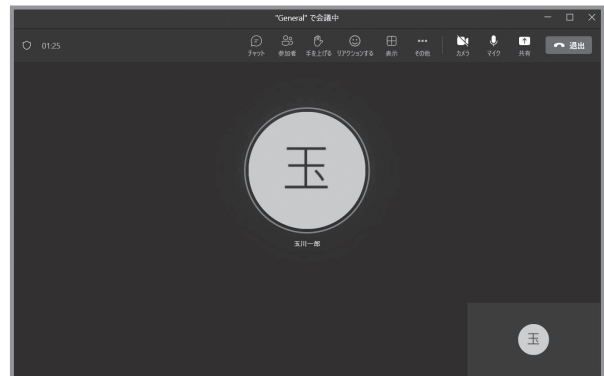 "General" で会議中
01:25
チャット 参加者 手を上げる リアクションする 表示 その他 カメラ マイク 共有 退出
玉
玉川一郎
玉